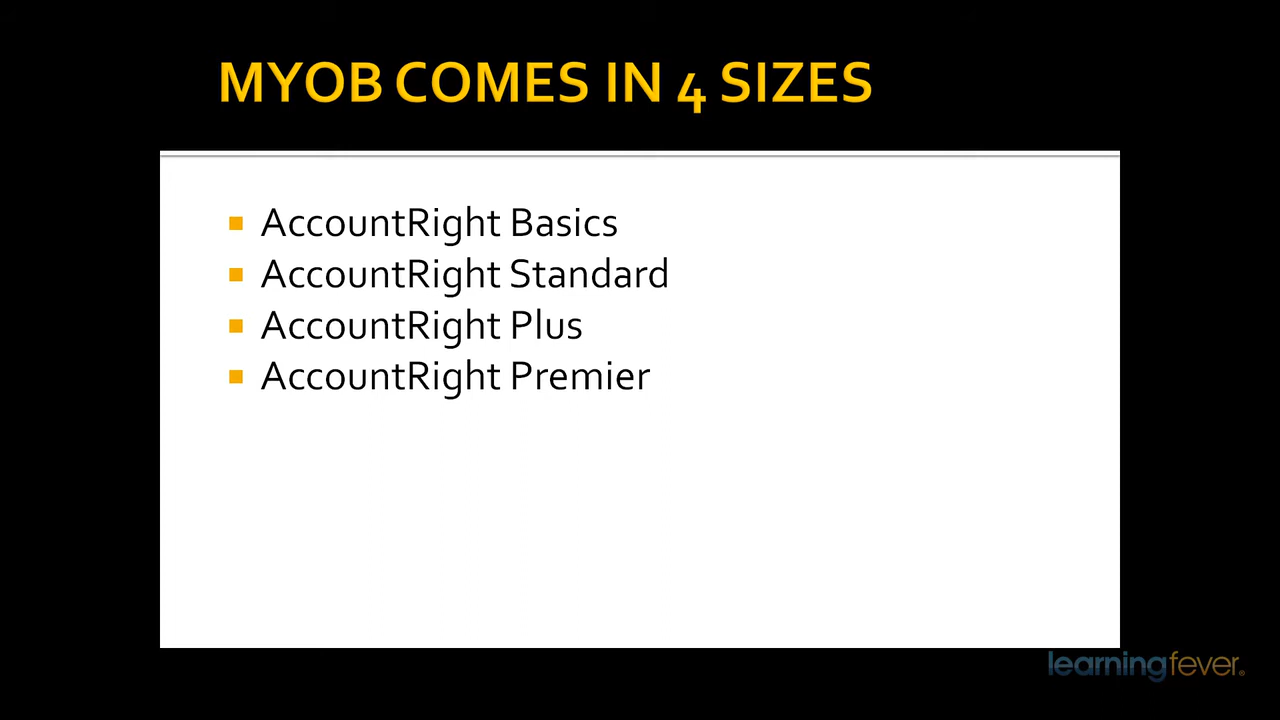 MYOB COMES IN 4 SIZES
AccountRight Basics
AccountRight Standard
AccountRight Plus
AccountRight Premier
learningfever®